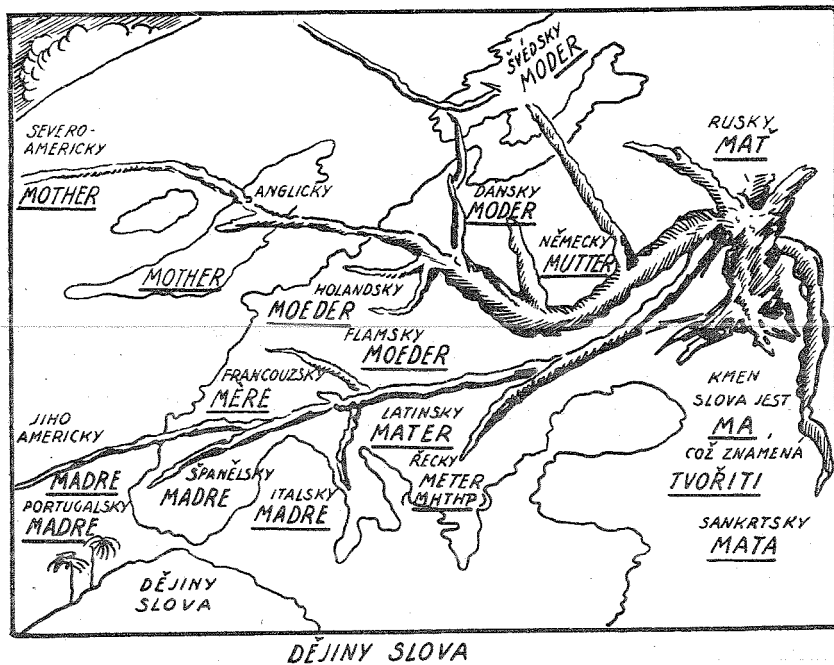 ŠVÉDSKY
MODER
RUSKY
MAŤ
SEVERO-
AMERICKY
MOTHER
ANGLICKY
MOTHER
DÁNSKY
MODER
NĚMECKY
MUTTER
HOLANDSKY
MOEDER
FLAMSKY
MOEDER
FRANCOUZSKY
MÈRE
LATINSKY
MATER
ŘECKY
METER
MHTHP
KMEN
SLOVA JEST
MA,
COŽ ZNAMENÁ
TVOŘITI
SANKRTSKY
MATA
JIHO
AMERICKY
MADRE
PORTUGALSKY
MADRE
ŠPANĚLSKY
MADRE
ITALSKY
MADRE
DĚJINY
SLOVA
DĚJINY SLOVA